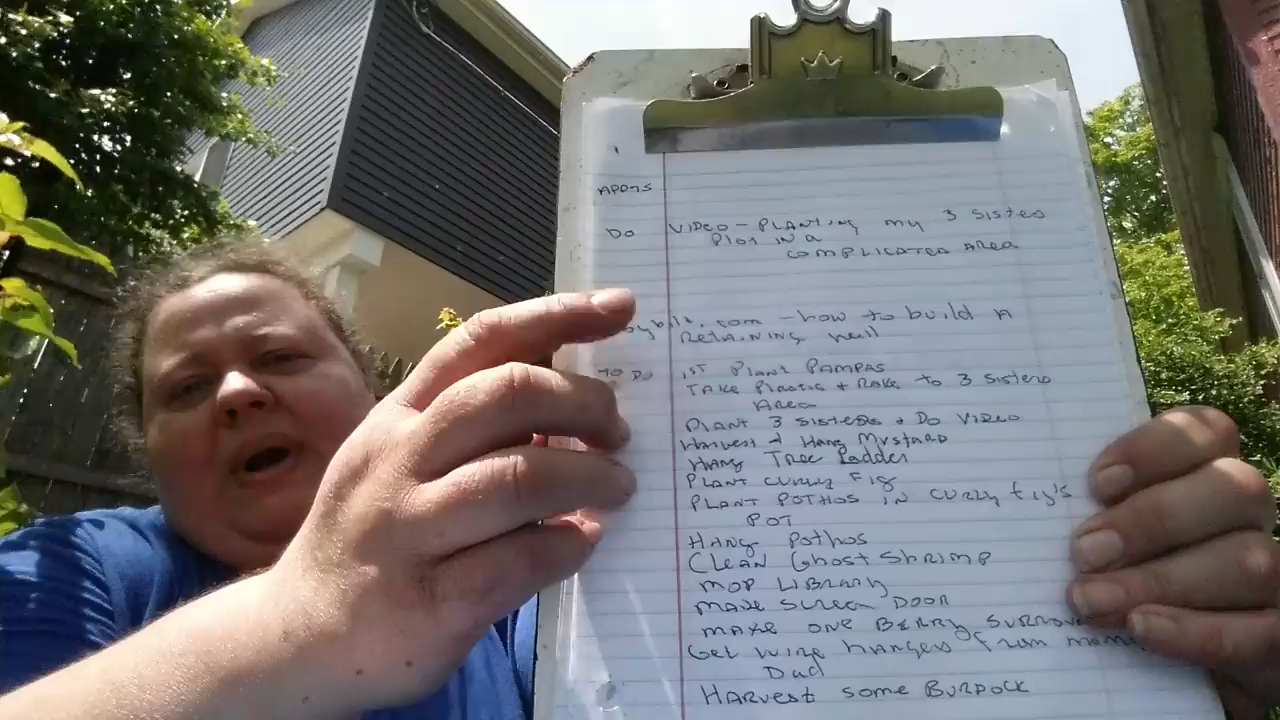 APPTS
DO VIDEO - PLANTING my 3 SISTERS
PLOT IN A
COMPLICATED AREA
.com - how to build A
RETAINING wall
TO DO 1ST PLANT PAMPAS
TAKE PLASTIC + RAKE to 3 SISTERS
AREA
PLANT 3 SISTERS + DO VIDEO
HARVEST + HANG MUSTARD
HANG TREE LADDER
PLANT CURLY FIG
PLANT POTHOS IN CURLY FIG'S
POT
HANG POTHOS
CLEAN GHOST SHRIMP
MOP LIBRARY
MAKE SCREEN DOOR
MAKE ONE BERRY
GET WIRE hangers from mom
DAD
HARVEST some BURDOCK